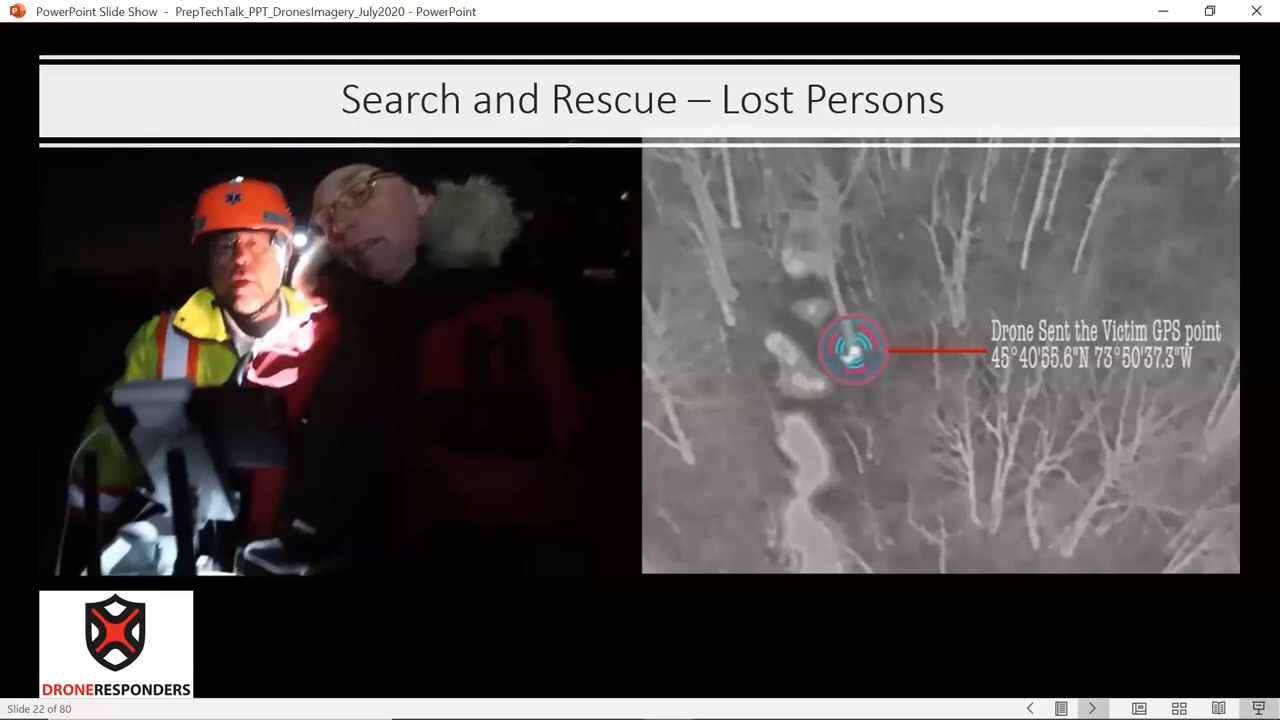 PowerPoint Slide Show - PrepTechTalk_PPT_DronesImagery_July2020 - PowerPoint
Search and Rescue – Lost Persons
Drone Sent the Victim GPS point
45°40'55.6"N 73°50'37.3"W
DRONERESPONDERS
Slide 22 of 80